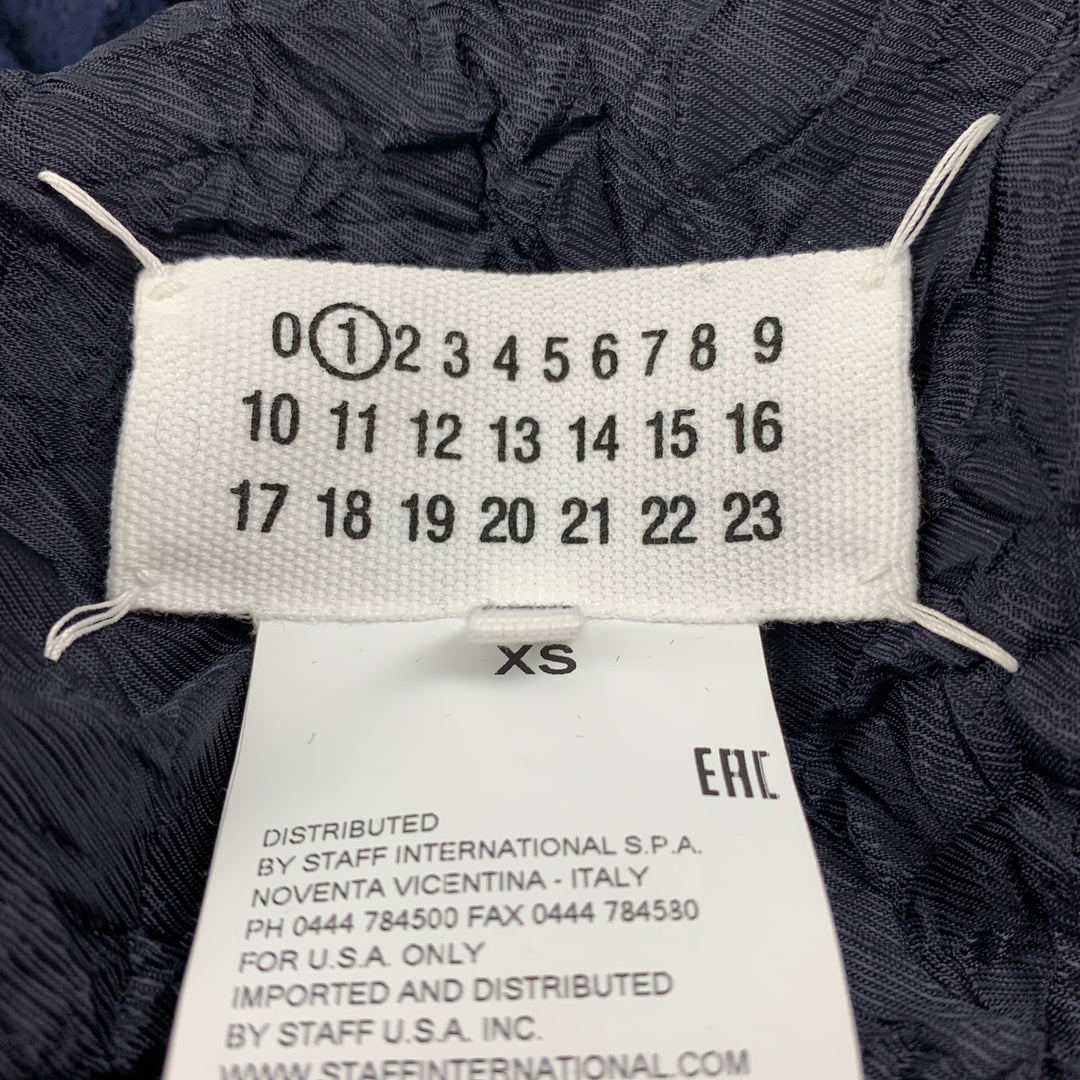 0 1 2 3 4 5 6 7 8 9
10 11 12 13 14 15 16
17 18 19 20 21 22 23
XS
EAC
DISTRIBUTED
BY STAFF INTERNATIONAL S.P.A.
NOVENTA VICENTINA - ITALY
PH 0444 784500 FAX 0444 784580
FOR U.S.A. ONLY
IMPORTED AND DISTRIBUTED
BY STAFF U.S.A. INC.
WWW.STAFFINTERNATIONAL.COM